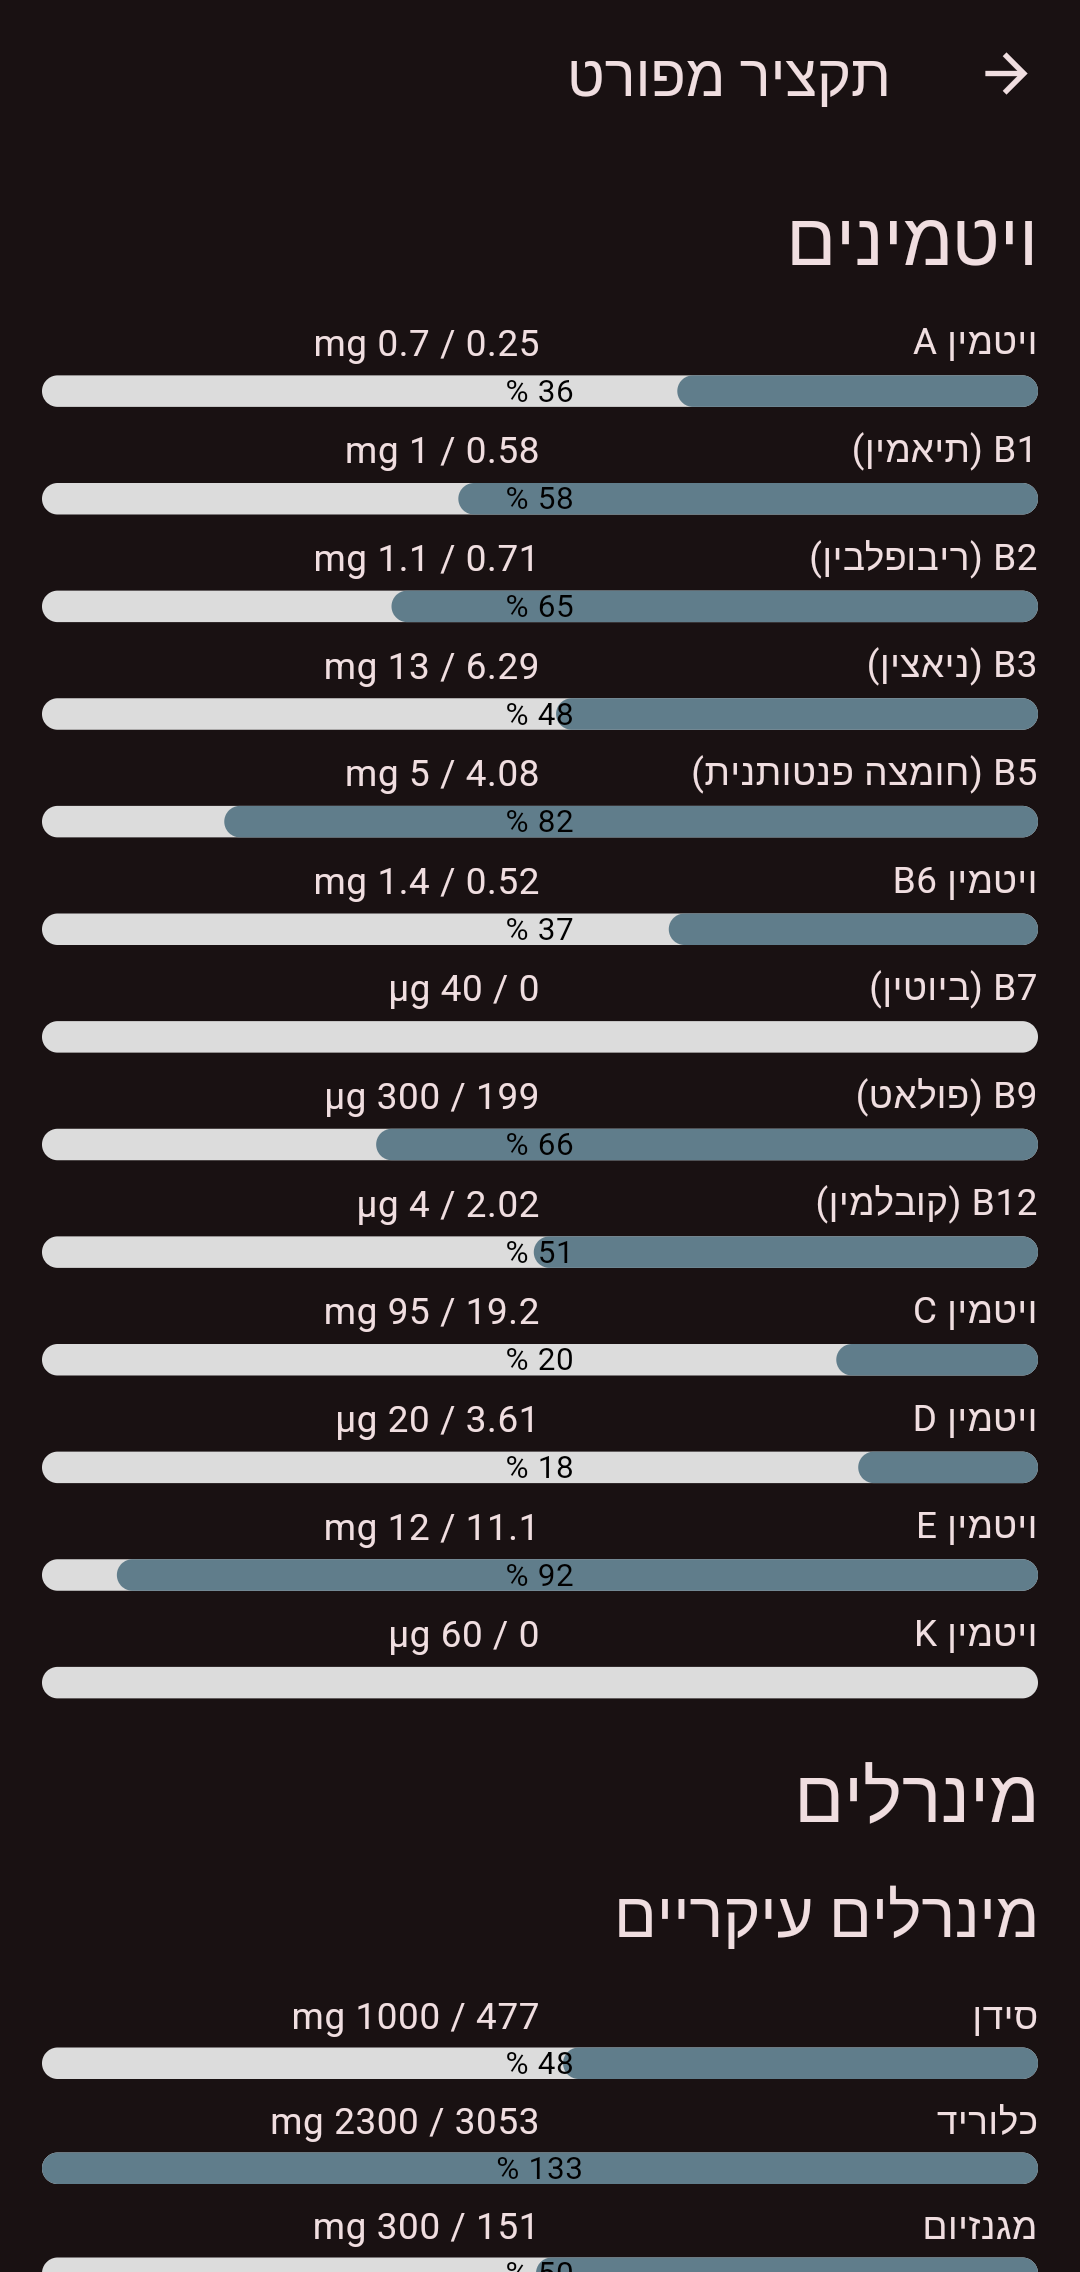 תקציר מפורט
ויטמינים
ויטמין A 0.25 / 0.7 mg
36 %
B1 (תיאמין) 0.58 / 1 mg
58 %
B2 (ריבופלבין) 0.71 / 1.1 mg
65 %
B3 (ניאצין) 6.29 / 13 mg
48 %
B5 (חומצה פנטותנית) 4.08 / 5 mg
82 %
ויטמין B6 0.52 / 1.4 mg
37 %
B7 (ביוטין) 0 / 40 µg
B9 (פולאט) 199 / 300 µg
66 %
B12 (קובלמין) 2.02 / 4 µg
51 %
ויטמין C 19.2 / 95 mg
20 %
ויטמין D 3.61 / 20 µg
18 %
ויטמין E 11.1 / 12 mg
92 %
ויטמין K 0 / 60 µg
מינרלים
מינרלים עיקריים
סידן 477 / 1000 mg
48 %
כלוריד 3053 / 2300 mg
133 %
מגנזיום 151 / 300 mg
50 %